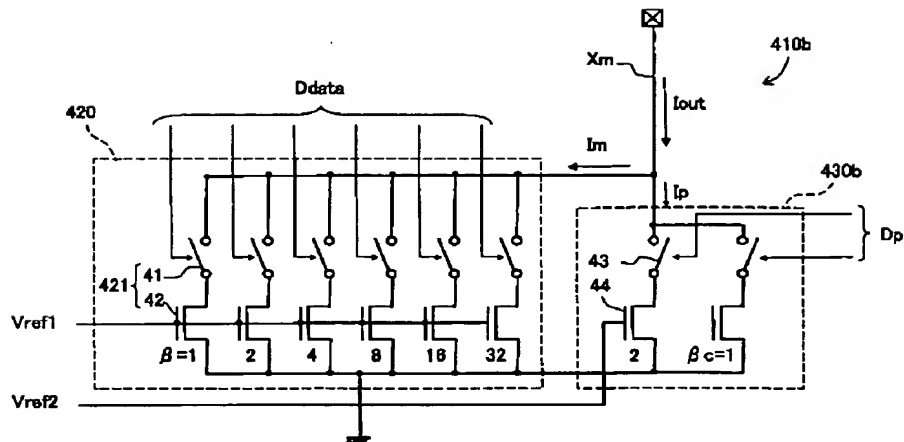 410b
Xm
Ddata
Iout
420
Im
430b
Ip
Dp
41
43
421
42
44
Vref1
β=1
2
4
8
16
32
2
βc=1
Vref2